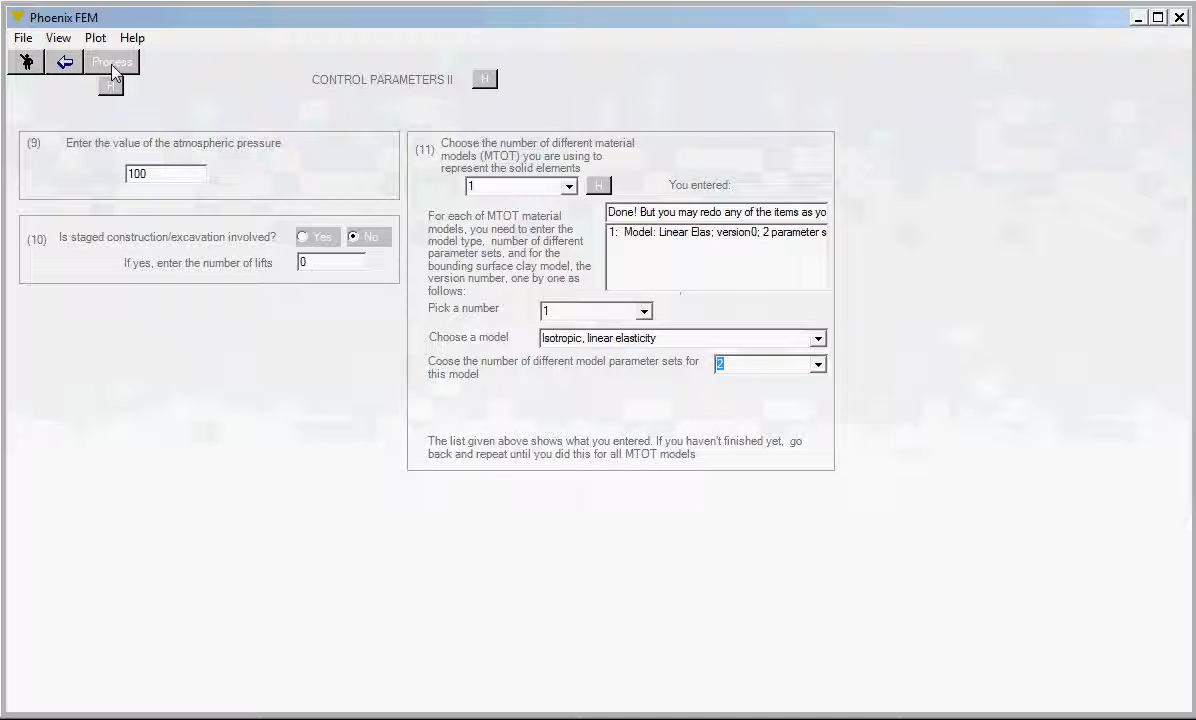 Phoenix FEM
File View Plot Help
Process
H
CONTROL PARAMETERS II H
(9) Enter the value of the atmospheric pressure
100
(10) Is staged construction/excavation involved? Yes No
If yes, enter the number of lifts 0
(11) Choose the number of different material
models (MTOT) you are using to
represent the solid elements
1 H You entered:
Done! But you may redo any of the items as yo
1: Model: Linear Elas; version0; 2 parameter s
For each of MTOT material
models, you need to enter the
model type, number of different
parameter sets, and for the
bounding surface clay model, the
version number, one by one as
follows:
Pick a number 1
Choose a model Isotropic, linear elasticity
Coose the number of different model parameter sets for
this model
2
The list given above shows what you entered. If you haven't finished yet, go
back and repeat until you did this for all MTOT models